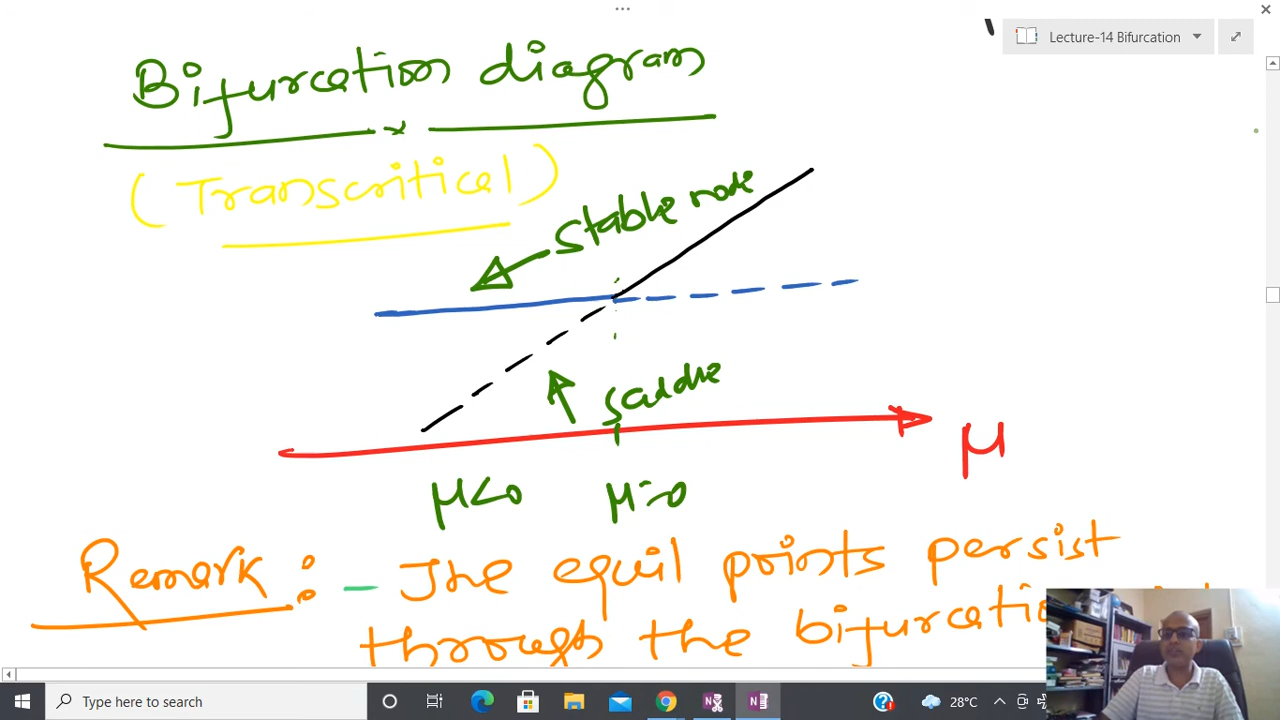 Lecture-14 Bifurcation
Bifurcation diagram
(Transcritical)
stable node
saddle
μ
μ<0 μ=0
Remark: - The equil points persist
through the bifurcatio
Type here to search
28°C